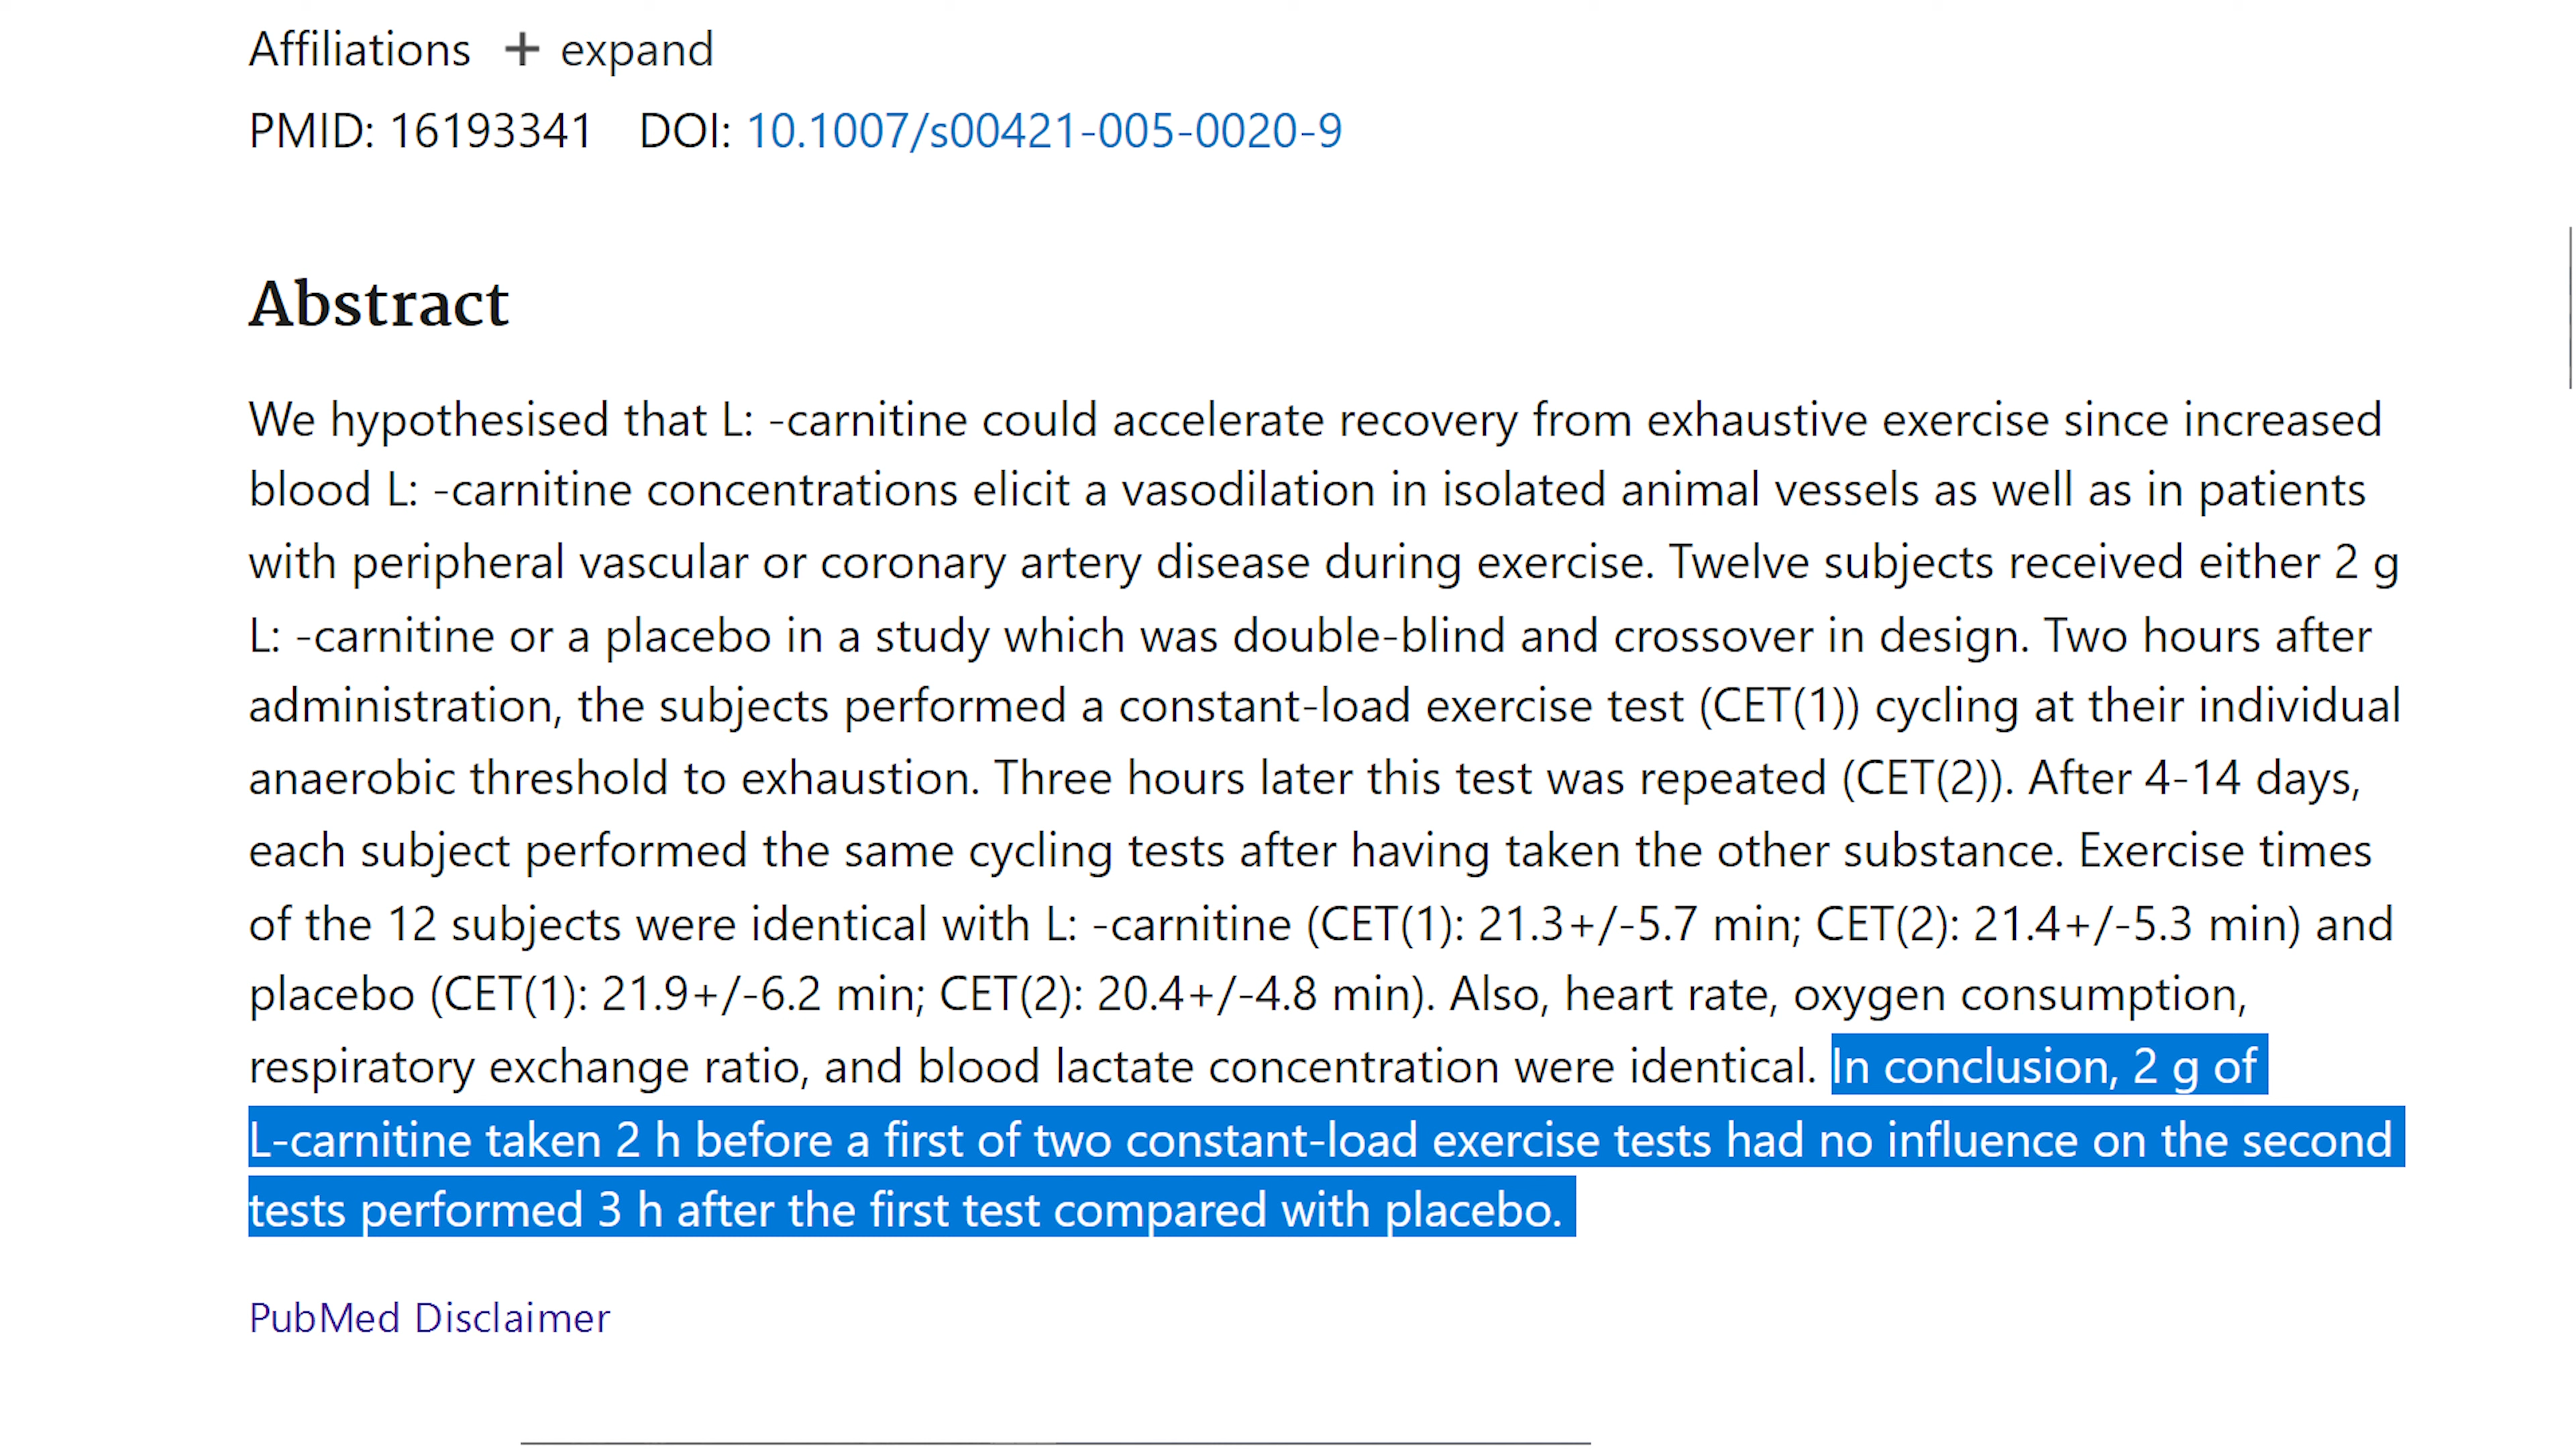 Affiliations + expand
PMID: 16193341 DOI: 10.1007/s00421-005-0020-9
Abstract
We hypothesised that L: -carnitine could accelerate recovery from exhaustive exercise since increased
blood L: -carnitine concentrations elicit a vasodilation in isolated animal vessels as well as in patients
with peripheral vascular or coronary artery disease during exercise. Twelve subjects received either 2 g
L: -carnitine or a placebo in a study which was double-blind and crossover in design. Two hours after
administration, the subjects performed a constant-load exercise test (CET(1)) cycling at their individual
anaerobic threshold to exhaustion. Three hours later this test was repeated (CET(2)). After 4-14 days,
each subject performed the same cycling tests after having taken the other substance. Exercise times
of the 12 subjects were identical with L: -carnitine (CET(1): 21.3+/-5.7 min; CET(2): 21.4+/-5.3 min) and
placebo (CET(1): 21.9+/-6.2 min; CET(2): 20.4+/-4.8 min). Also, heart rate, oxygen consumption,
respiratory exchange ratio, and blood lactate concentration were identical. In conclusion, 2 g of
L-carnitine taken 2 h before a first of two constant-load exercise tests had no influence on the second
tests performed 3 h after the first test compared with placebo.
PubMed Disclaimer